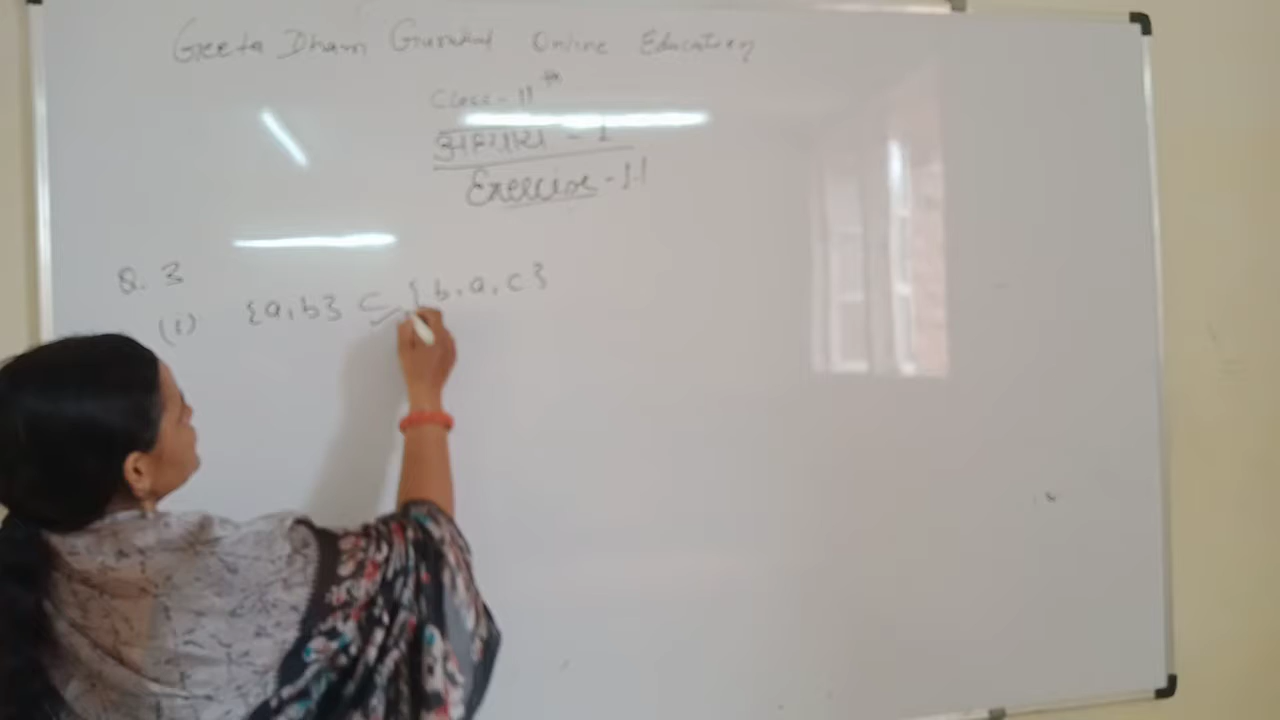 Geeta Dham Gurukul Online Education
Class - 11th
अध्याय - 1
Exercise - 1.1
Q. 3
(i) {a, b} ⊂ {b, a, c}